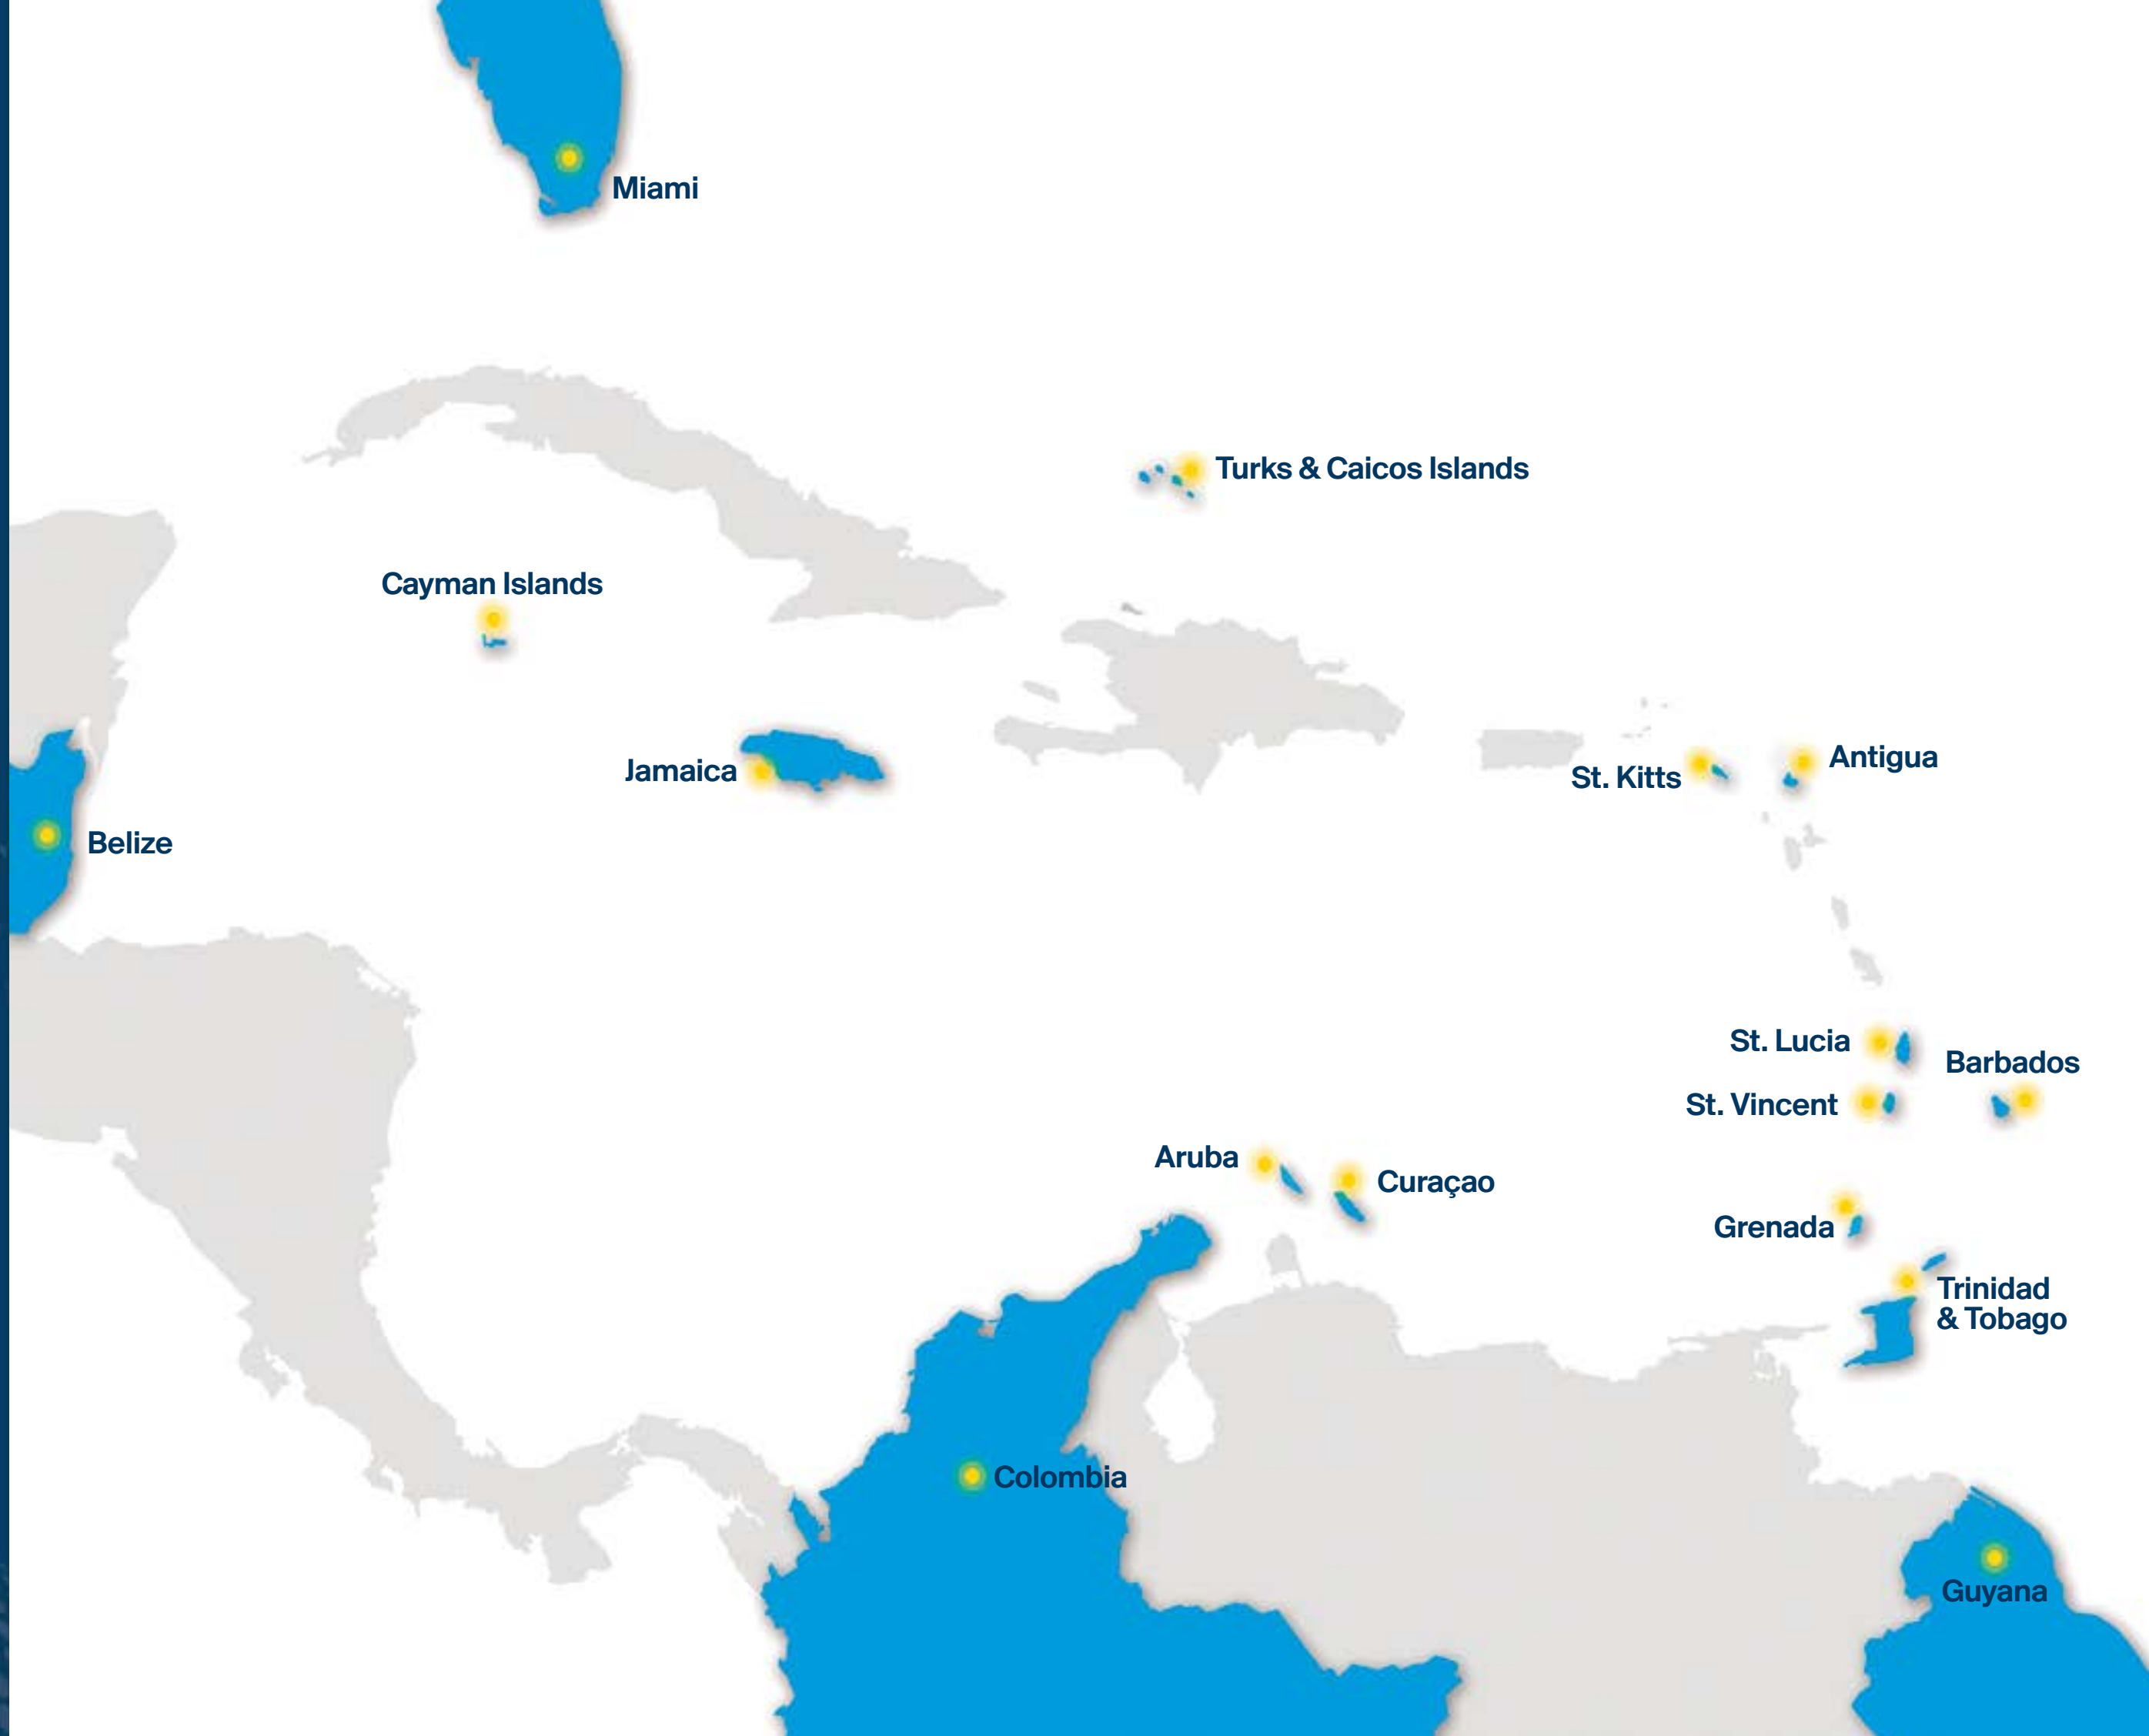 Miami
Turks & Caicos Islands
Cayman Islands
Jamaica
St. Kitts
Antigua
Belize
St. Lucia
Barbados
St. Vincent
Aruba
Curaçao
Grenada
Trinidad
& Tobago
Colombia
Guyana